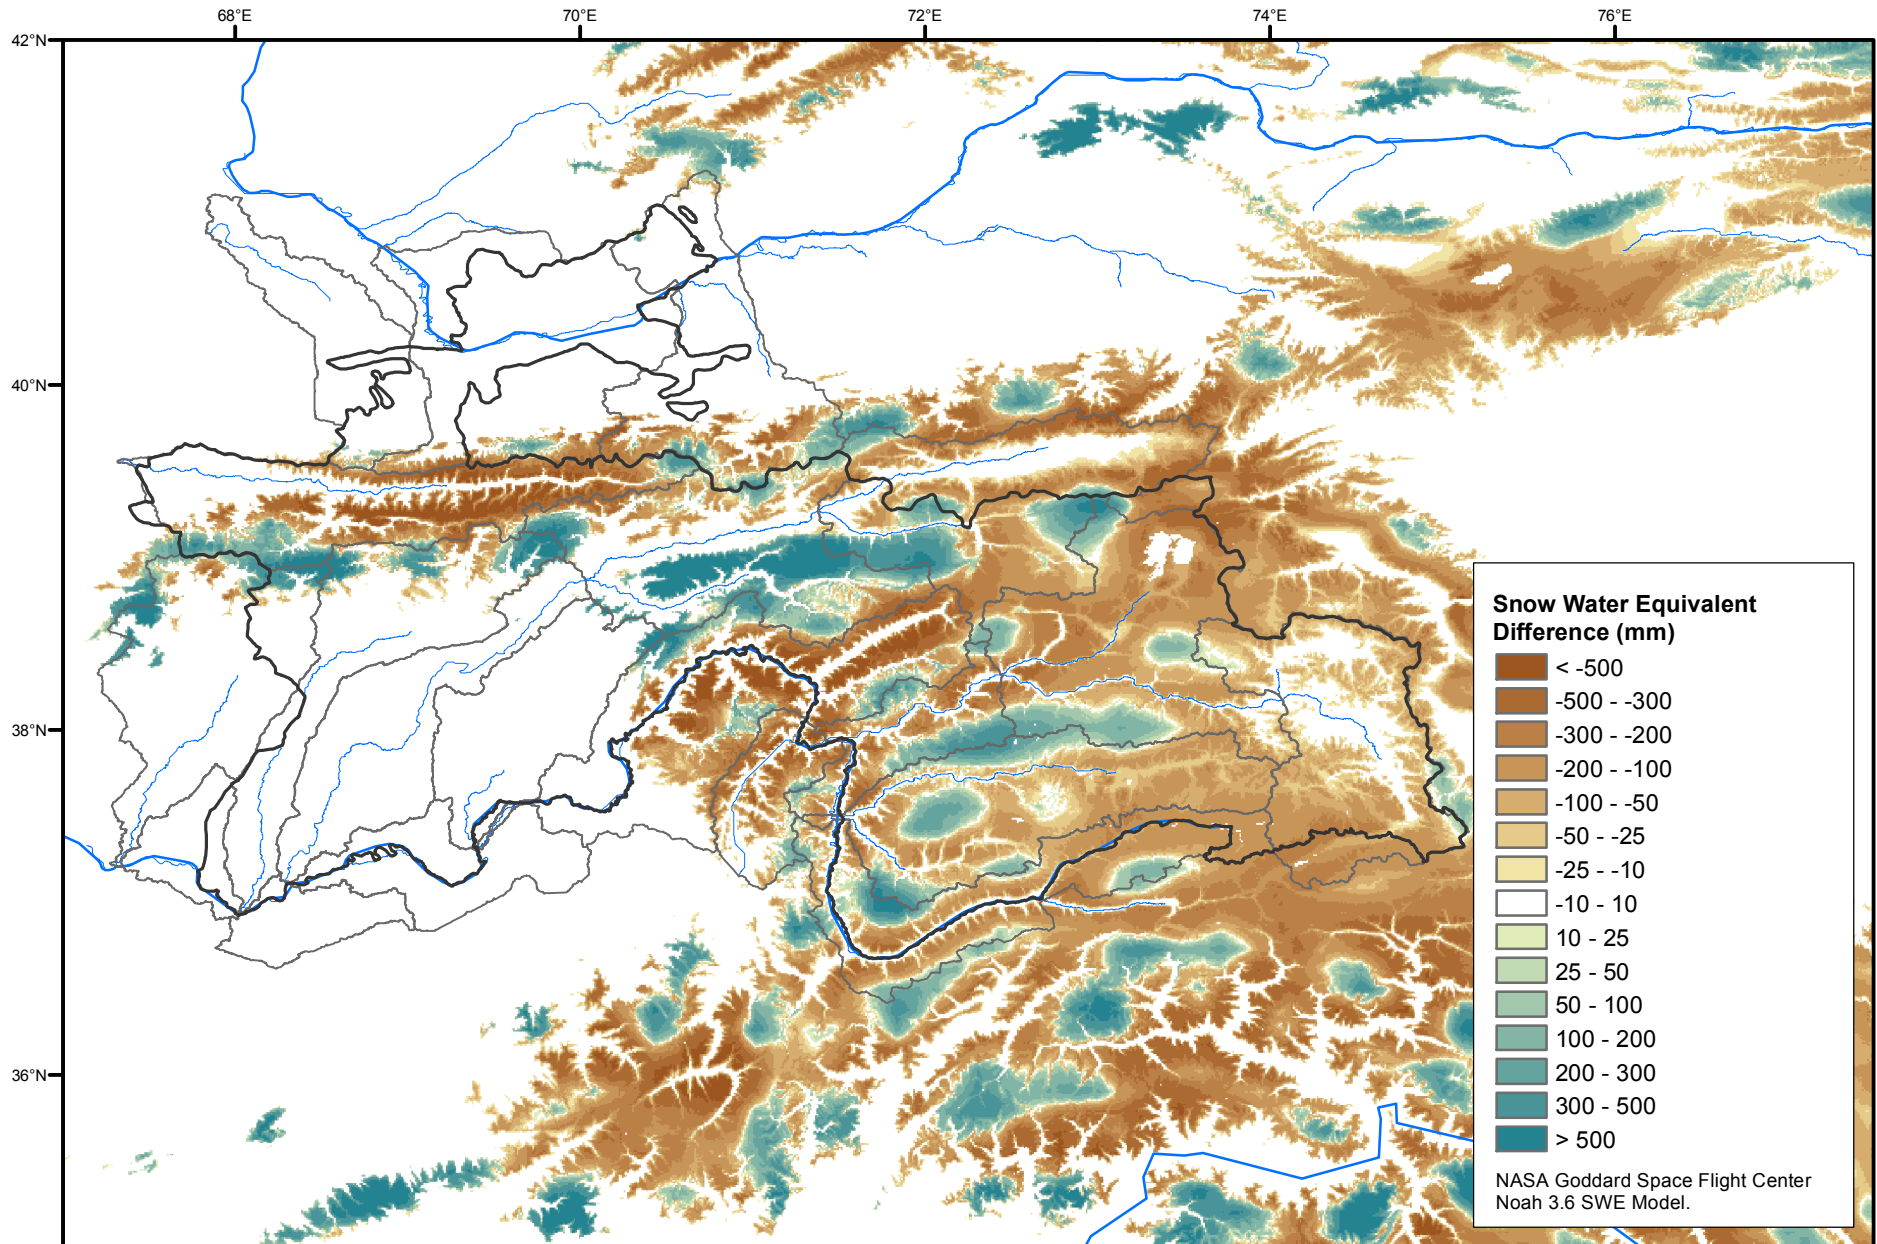 68°E 70°E 72°E 74°E 76°E
42°N
40°N
38°N
36°N
Snow Water Equivalent
Difference (mm)
< -500
-500 - -300
-300 - -200
-200 - -100
-100 - -50
-50 - -25
-25 - -10
-10 - 10
10 - 25
25 - 50
50 - 100
100 - 200
200 - 300
300 - 500
> 500
NASA Goddard Space Flight Center
Noah 3.6 SWE Model.